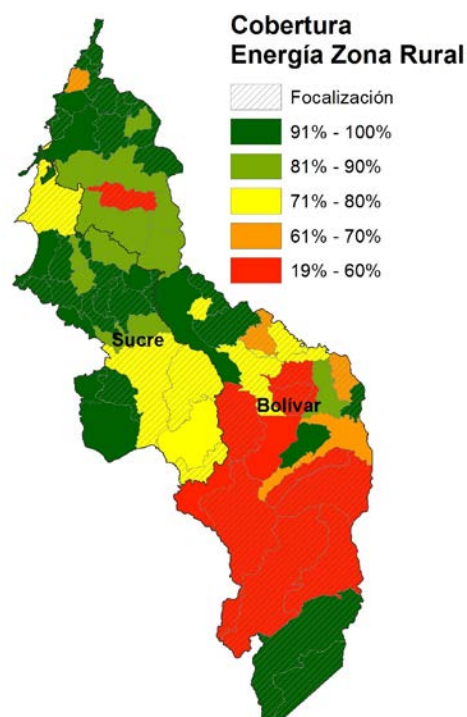 Cobertura
Energía Zona Rural
Focalización
91% - 100%
81% - 90%
71% - 80%
61% - 70%
19% - 60%
Sucre
Bolívar